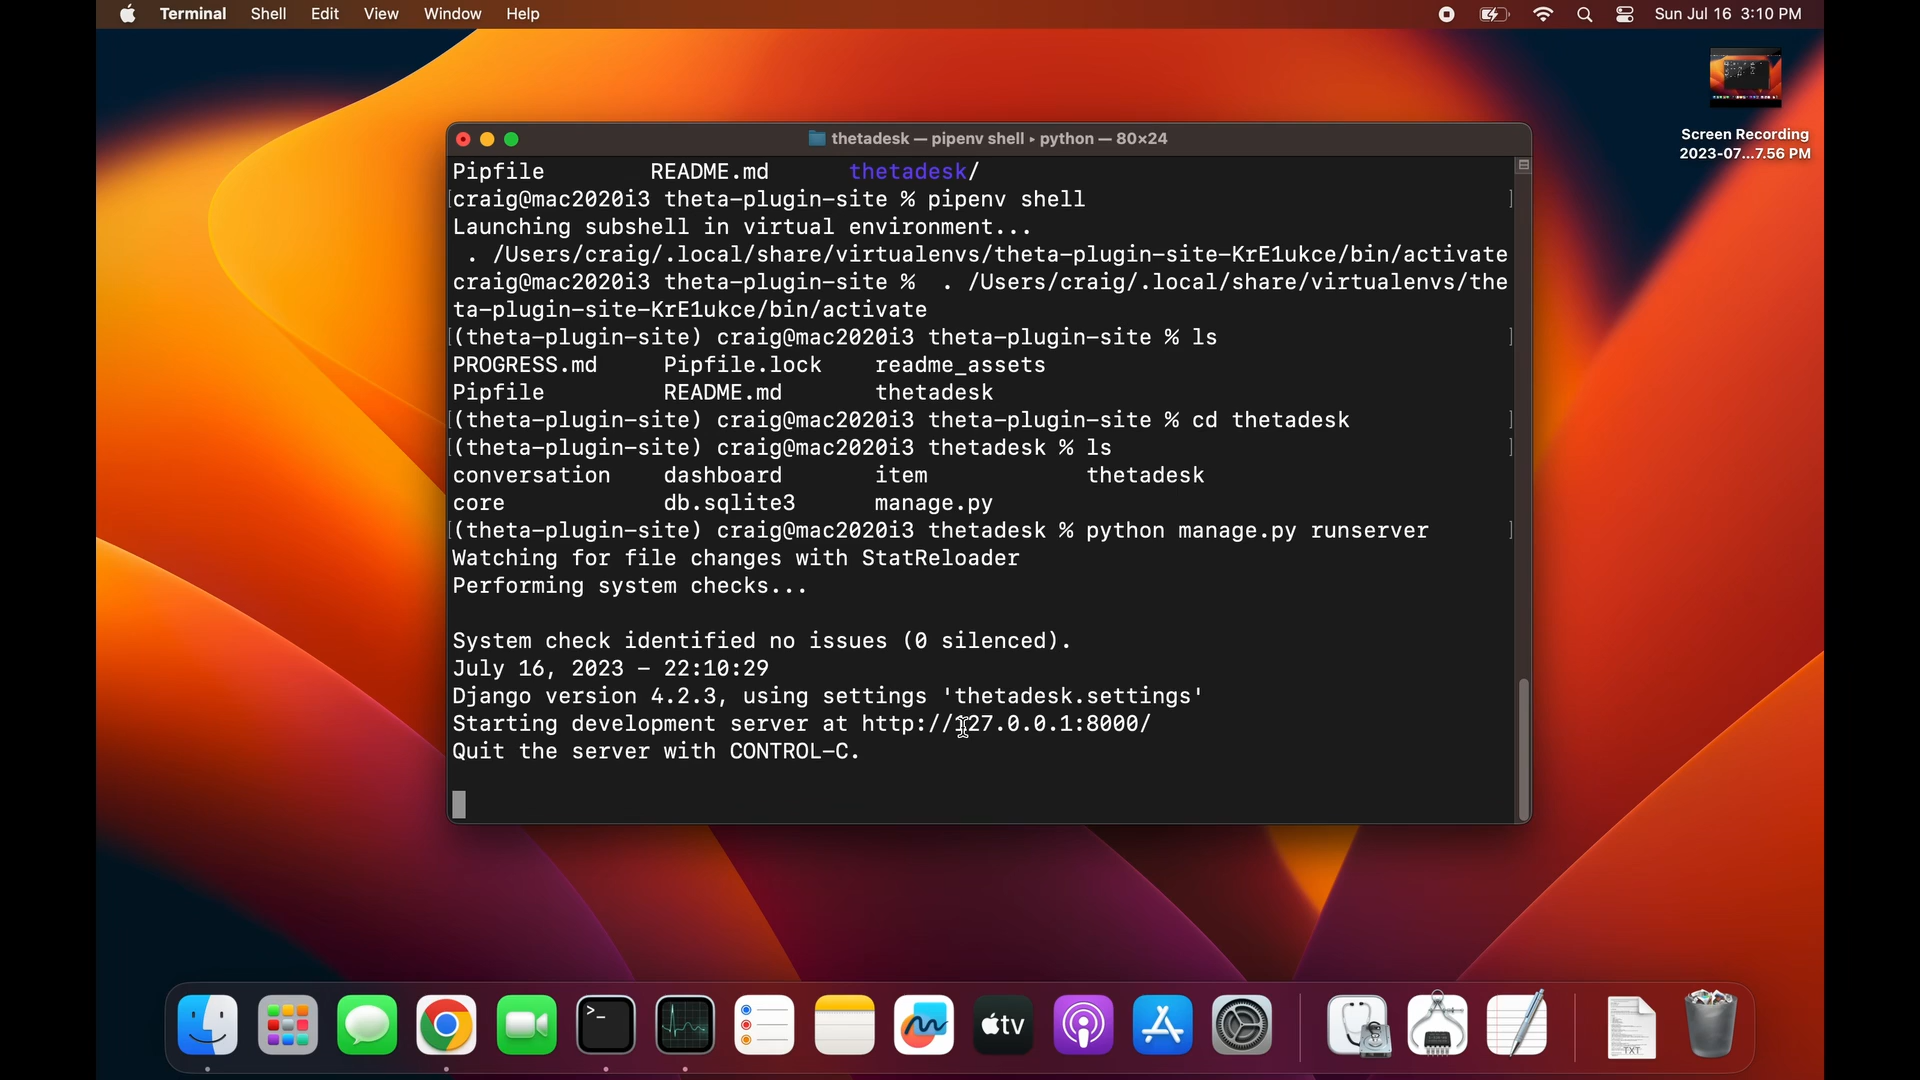 Terminal Shell Edit View Window Help Sun Jul 16 3:10 PM
Screen Recording
2023-07...7.56 PM
thetadesk — pipenv shell ▸ python — 80×24
Pipfile README.md thetadesk/
craig@mac2020i3 theta-plugin-site % pipenv shell
Launching subshell in virtual environment...
. /Users/craig/.local/share/virtualenvs/theta-plugin-site-KrE1ukce/bin/activate
craig@mac2020i3 theta-plugin-site % . /Users/craig/.local/share/virtualenvs/the
ta-plugin-site-KrE1ukce/bin/activate
(theta-plugin-site) craig@mac2020i3 theta-plugin-site % ls
PROGRESS.md Pipfile.lock readme_assets
Pipfile README.md thetadesk
(theta-plugin-site) craig@mac2020i3 theta-plugin-site % cd thetadesk
(theta-plugin-site) craig@mac2020i3 thetadesk % ls
conversation dashboard item thetadesk
core db.sqlite3 manage.py
(theta-plugin-site) craig@mac2020i3 thetadesk % python manage.py runserver
Watching for file changes with StatReloader
Performing system checks...
System check identified no issues (0 silenced).
July 16, 2023 - 22:10:29
Django version 4.2.3, using settings 'thetadesk.settings'
Starting development server at http://127.0.0.1:8000/
Quit the server with CONTROL-C.
>_
tv
TXT